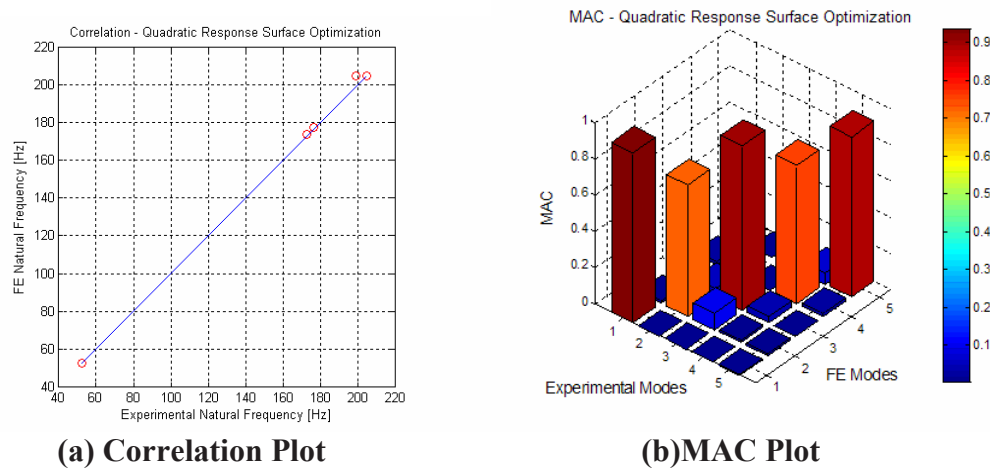 Correlation - Quadratic Response Surface Optimization
220
200
180
160
140
120
100
80
60
40
FE Natural Frequency [Hz]
40 60 80 100 120 140 160 180 200 220
Experimental Natural Frequency [Hz]
(a) Correlation Plot
MAC - Quadratic Response Surface Optimization
1
0.8
0.6
0.4
0.2
0
MAC
1 2 3 4 5
Experimental Modes
1 2 3 4 5
FE Modes
0.9
0.8
0.7
0.6
0.5
0.4
0.3
0.2
0.1
(b)MAC Plot